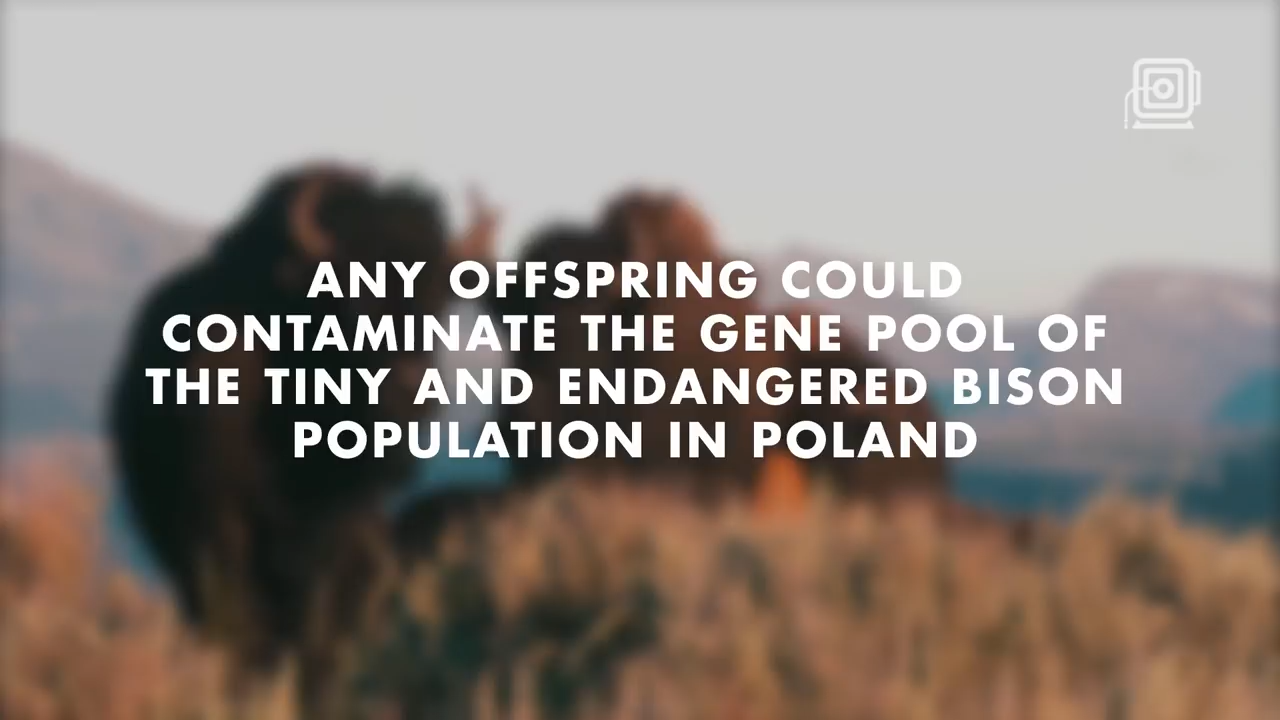 ANY OFFSPRING COULD
CONTAMINATE THE GENE POOL OF
THE TINY AND ENDANGERED BISON
POPULATION IN POLAND